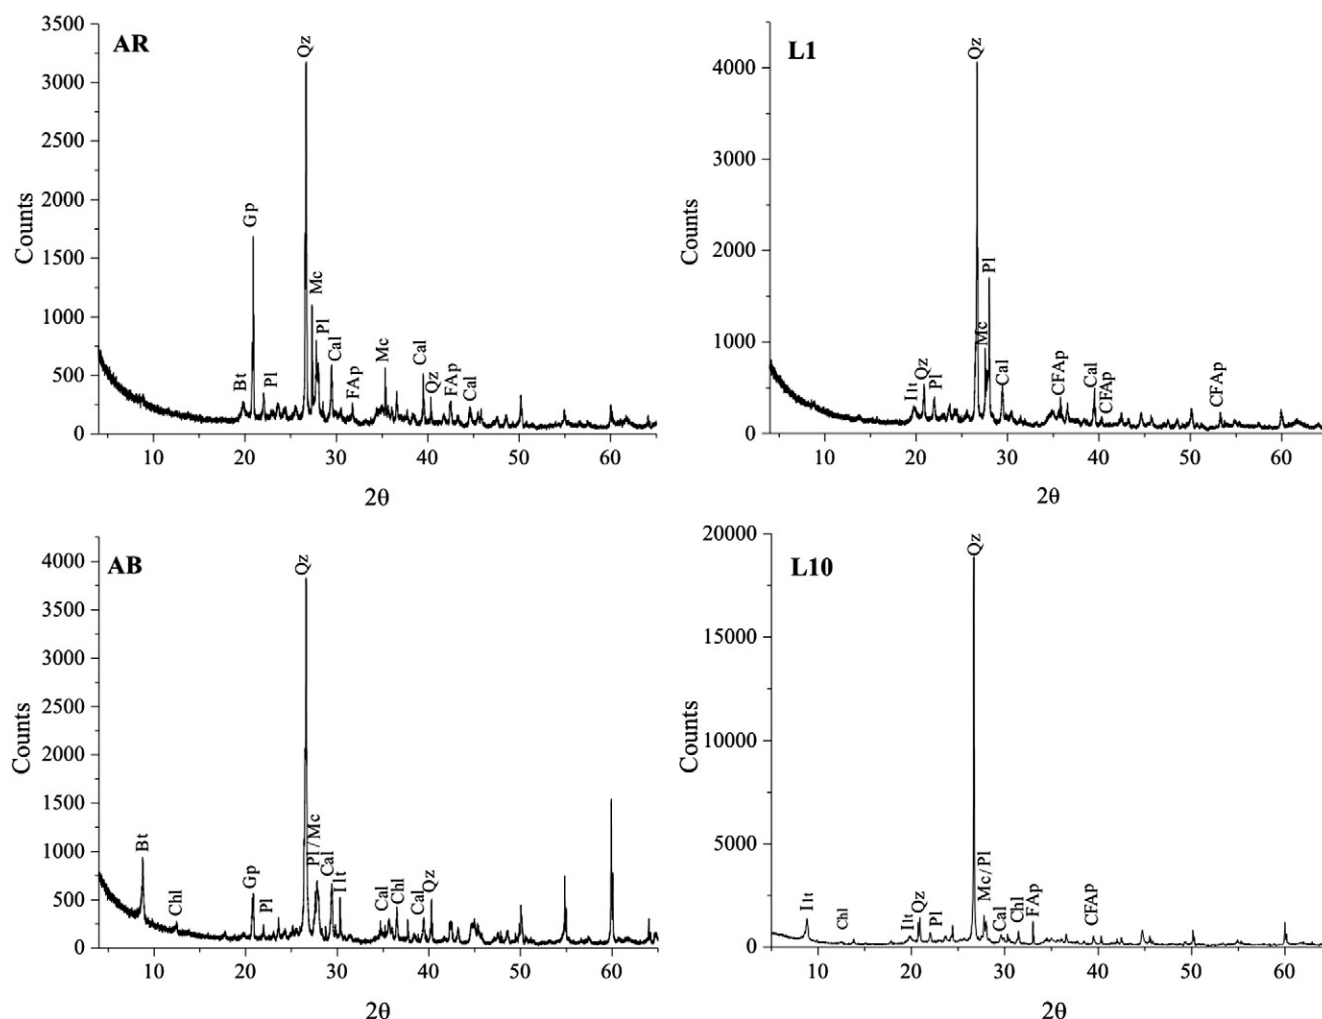 AR
3500
3000
2500
2000
1500
1000
500
0
Counts
Bt
Gp
Pl
Qz
Mc
Pl
Cal
FAp
Mc
Cal
Qz
FAp
Cal
10 20 30 40 50 60
2θ
L1
4000
3000
2000
1000
0
Counts
Ilt
Qz
Pl
Qz
Mc
Pl
Cal
CFAp
Cal
CFAp
CFAp
10 20 30 40 50 60
2θ
AB
4000
3500
3000
2500
2000
1500
1000
500
0
Counts
Bt
Chl
Gp
Pl
Qz
Pl/Mc
Cal
Ilt
Cal
Chl
Cal
Qz
10 20 30 40 50 60
2θ
L10
20000
15000
10000
5000
0
Counts
Ilt
Chl
Ilt
Qz
Pl
Qz
Mc/Pl
Cal
Chl
FAp
CFAp
10 20 30 40 50 60
2θ